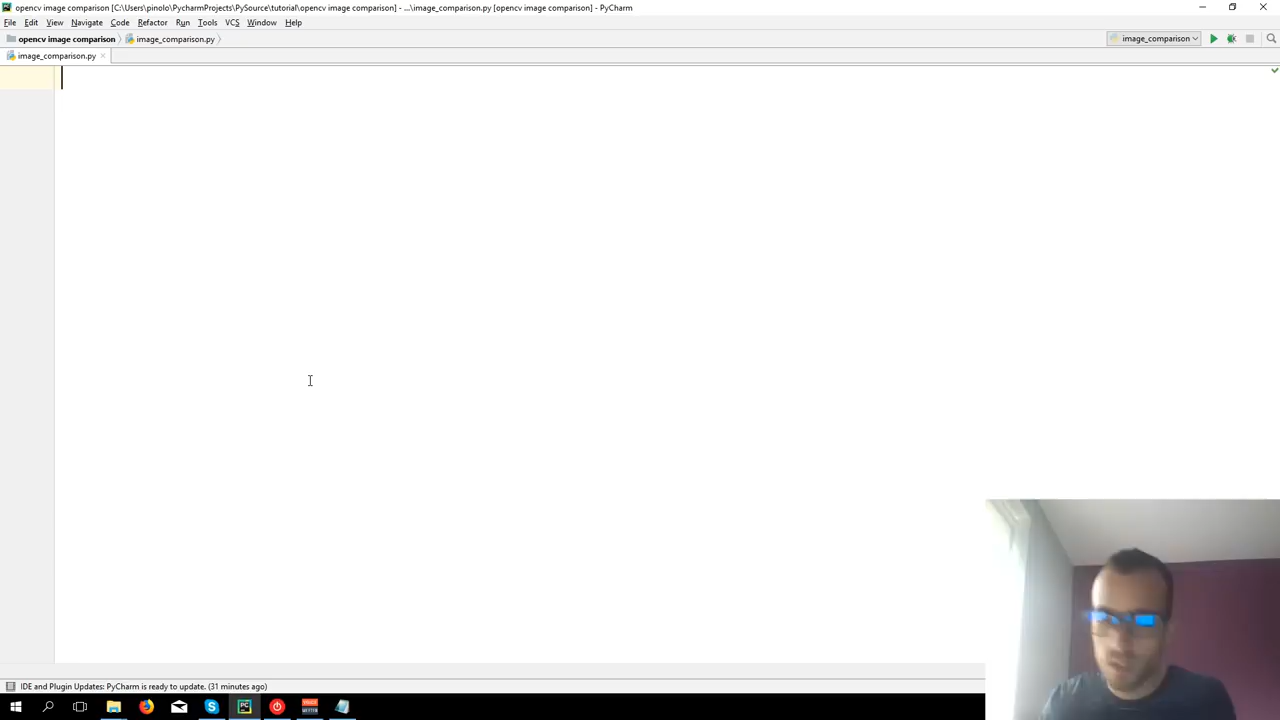 opencv image comparison [C:\Users\pinolo\PycharmProjects\PySource\tutorial\opencv image comparison] - ...\image_comparison.py [opencv image comparison] - PyCharm
File Edit View Navigate Code Refactor Run Tools VCS Window Help
opencv image comparison image_comparison.py image_comparison
image_comparison.py
IDE and Plugin Updates: PyCharm is ready to update. (31 minutes ago)
PC